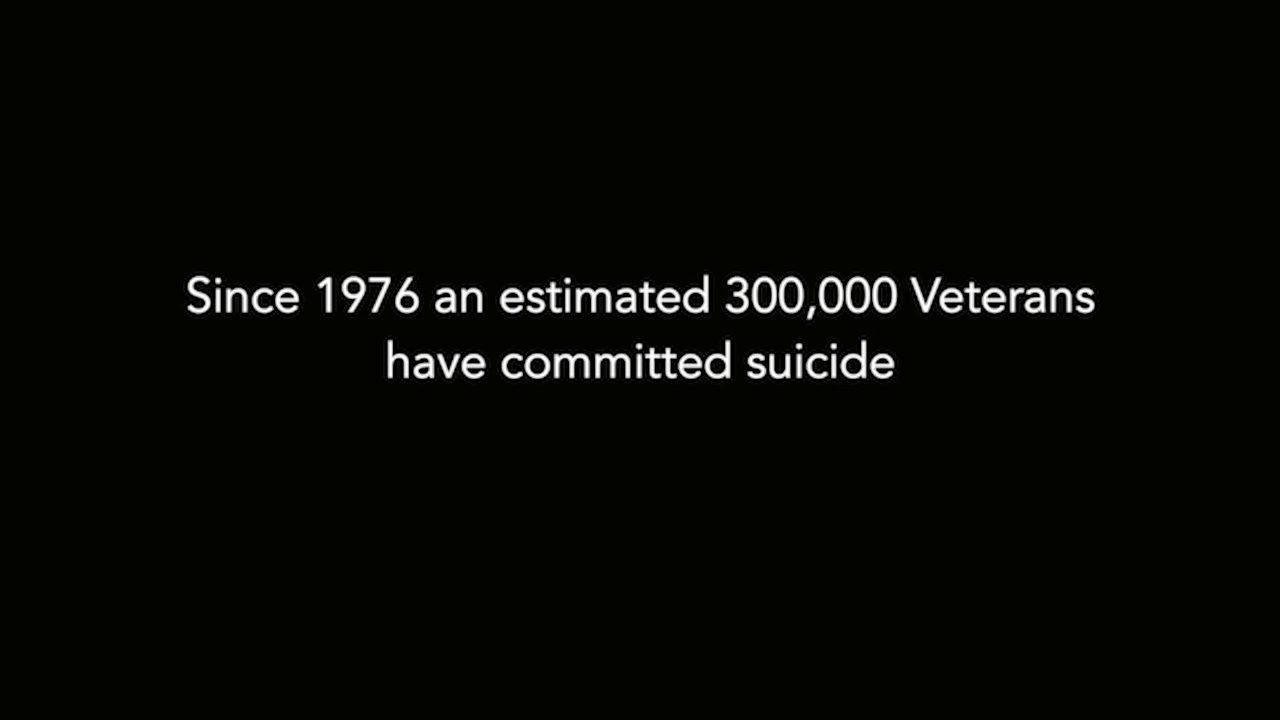 Since 1976 an estimated 300,000 Veterans
have committed suicide